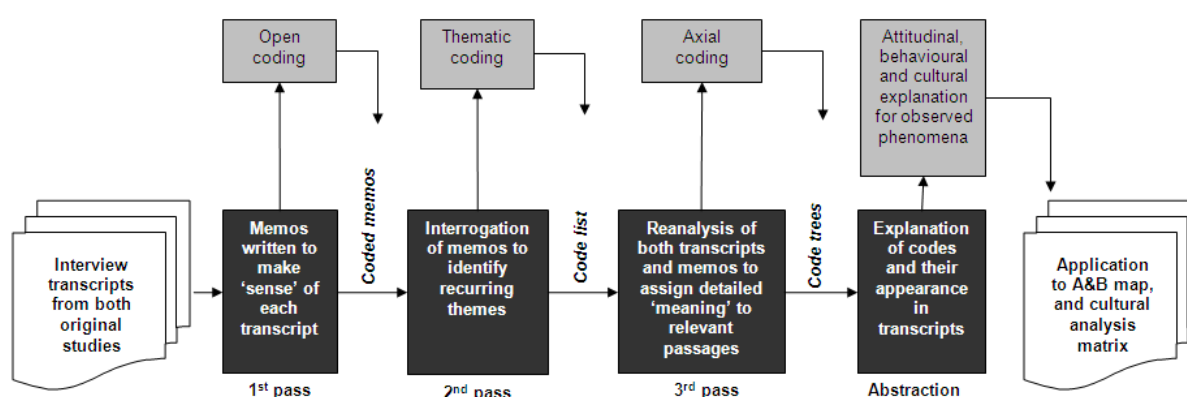 Open
coding
Thematic
coding
Axial
coding
Attitudinal,
behavioural
and cultural
explanation
for observed
phenomena
Interview
transcripts
from both
original
studies
Memos
written to
make
‘sense’ of
each
transcript
Coded memos
Interrogation
of memos to
identify
recurring
themes
Code list
Reanalysis of
both transcripts
and memos to
assign detailed
‘meaning’ to
relevant
passages
Code trees
Explanation
of codes
and their
appearance
in
transcripts
Application
to A&B map,
and cultural
analysis
matrix
1st pass
2nd pass
3rd pass
Abstraction